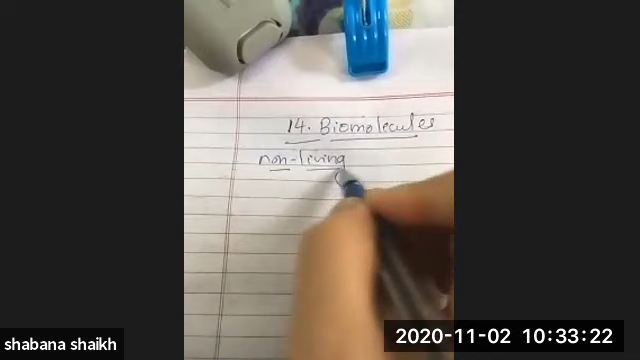 14. Biomolecules
non-living
shabana shaikh
2020-11-02 10:33:22